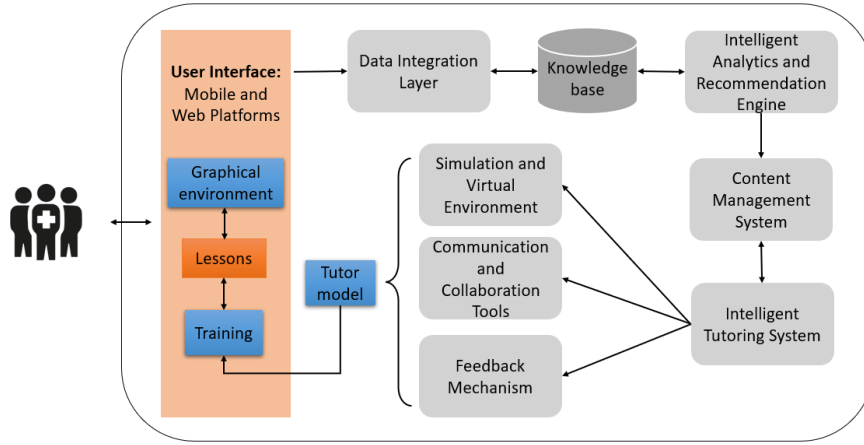 User Interface:
Mobile and
Web Platforms
Data Integration
Layer
Knowledge
base
Intelligent
Analytics and
Recommendation
Engine
Graphical
environment
Lessons
Training
Tutor
model
Simulation and
Virtual
Environment
Communication
and
Collaboration
Tools
Feedback
Mechanism
Content
Management
System
Intelligent
Tutoring System